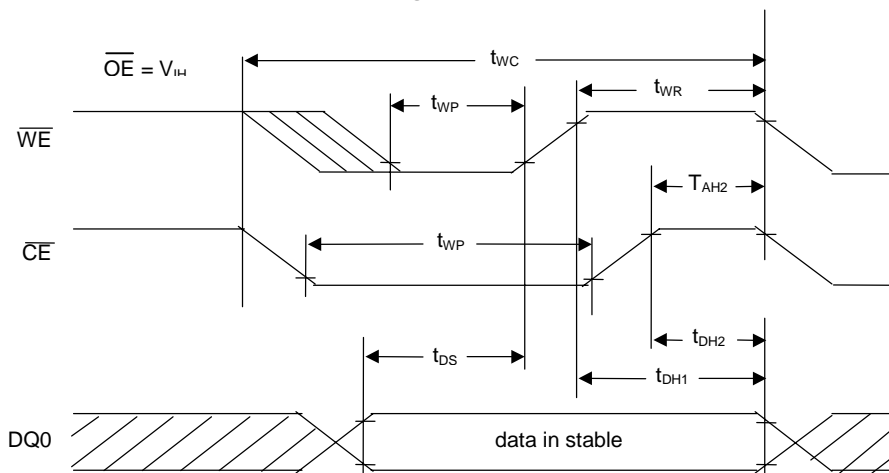 tWC
OE = VIH
tWR
tWP
WE
TAH2
tWP
CE
tDH2
tDS
tDH1
DQ0
data in stable